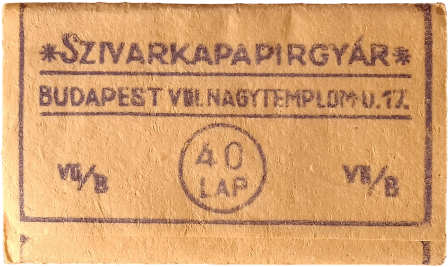 *SZIVARKAPAPIRGYÁR*
BUDAPEST VIII. NAGYTEMPLOM-U. 17.
40
LAP
VII/B VII/B